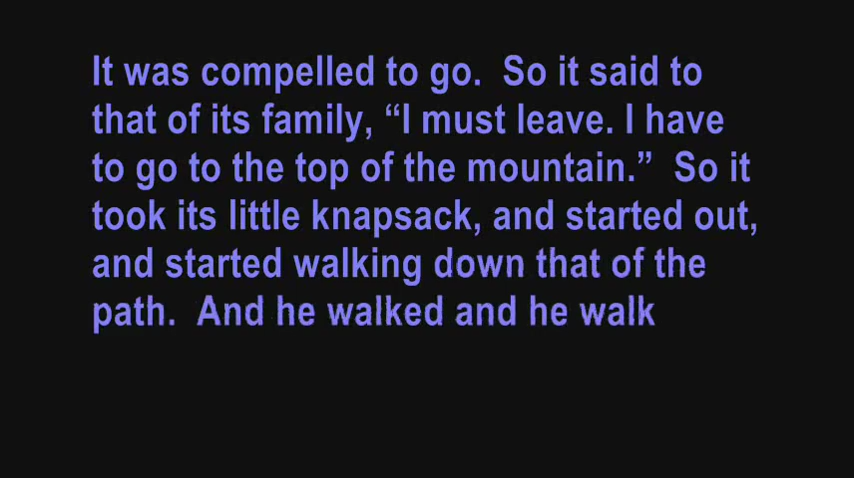 It was compelled to go.  So it said to
that of its family, “I must leave. I have
to go to the top of the mountain.”  So it
took its little knapsack, and started out,
and started walking down that of the
path.  And he walked and he walk